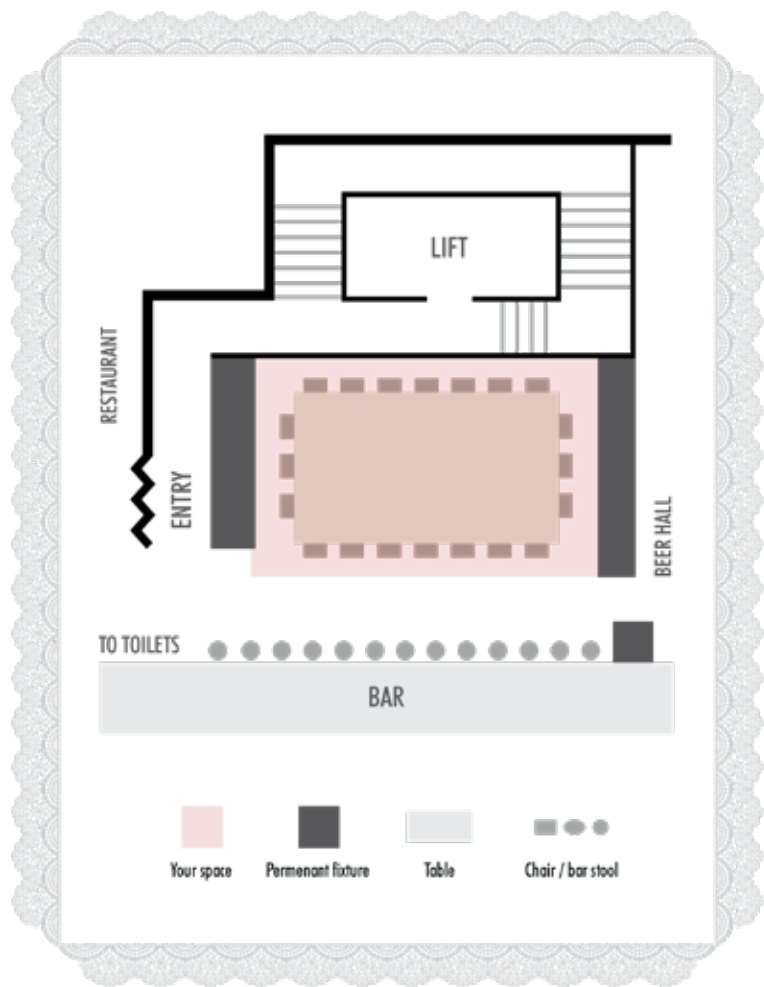 LIFT
RESTAURANT
ENTRY
BEER HALL
TO TOILETS
BAR
Your space
Permenant fixture
Table
Chair / bar stool